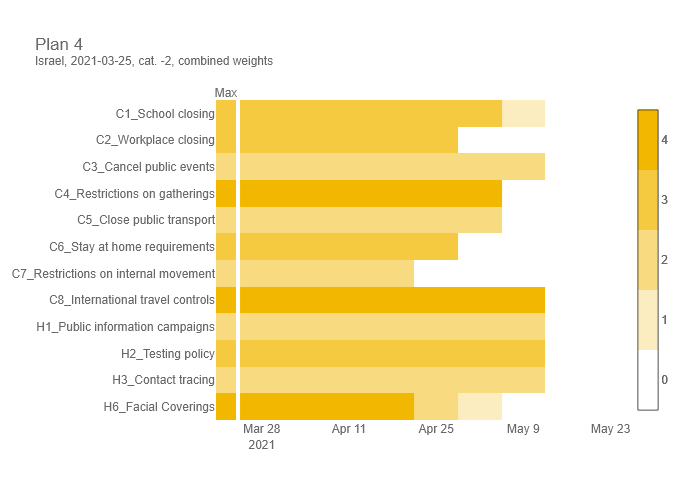 Plan 4
Israel, 2021-03-25, cat. -2, combined weights
Max
C1_School closing
C2_Workplace closing
C3_Cancel public events
C4_Restrictions on gatherings
C5_Close public transport
C6_Stay at home requirements
C7_Restrictions on internal movement
C8_International travel controls
H1_Public information campaigns
H2_Testing policy
H3_Contact tracing
H6_Facial Coverings
Mar 28 Apr 11 Apr 25 May 9 May 23
2021
4
3
2
1
0